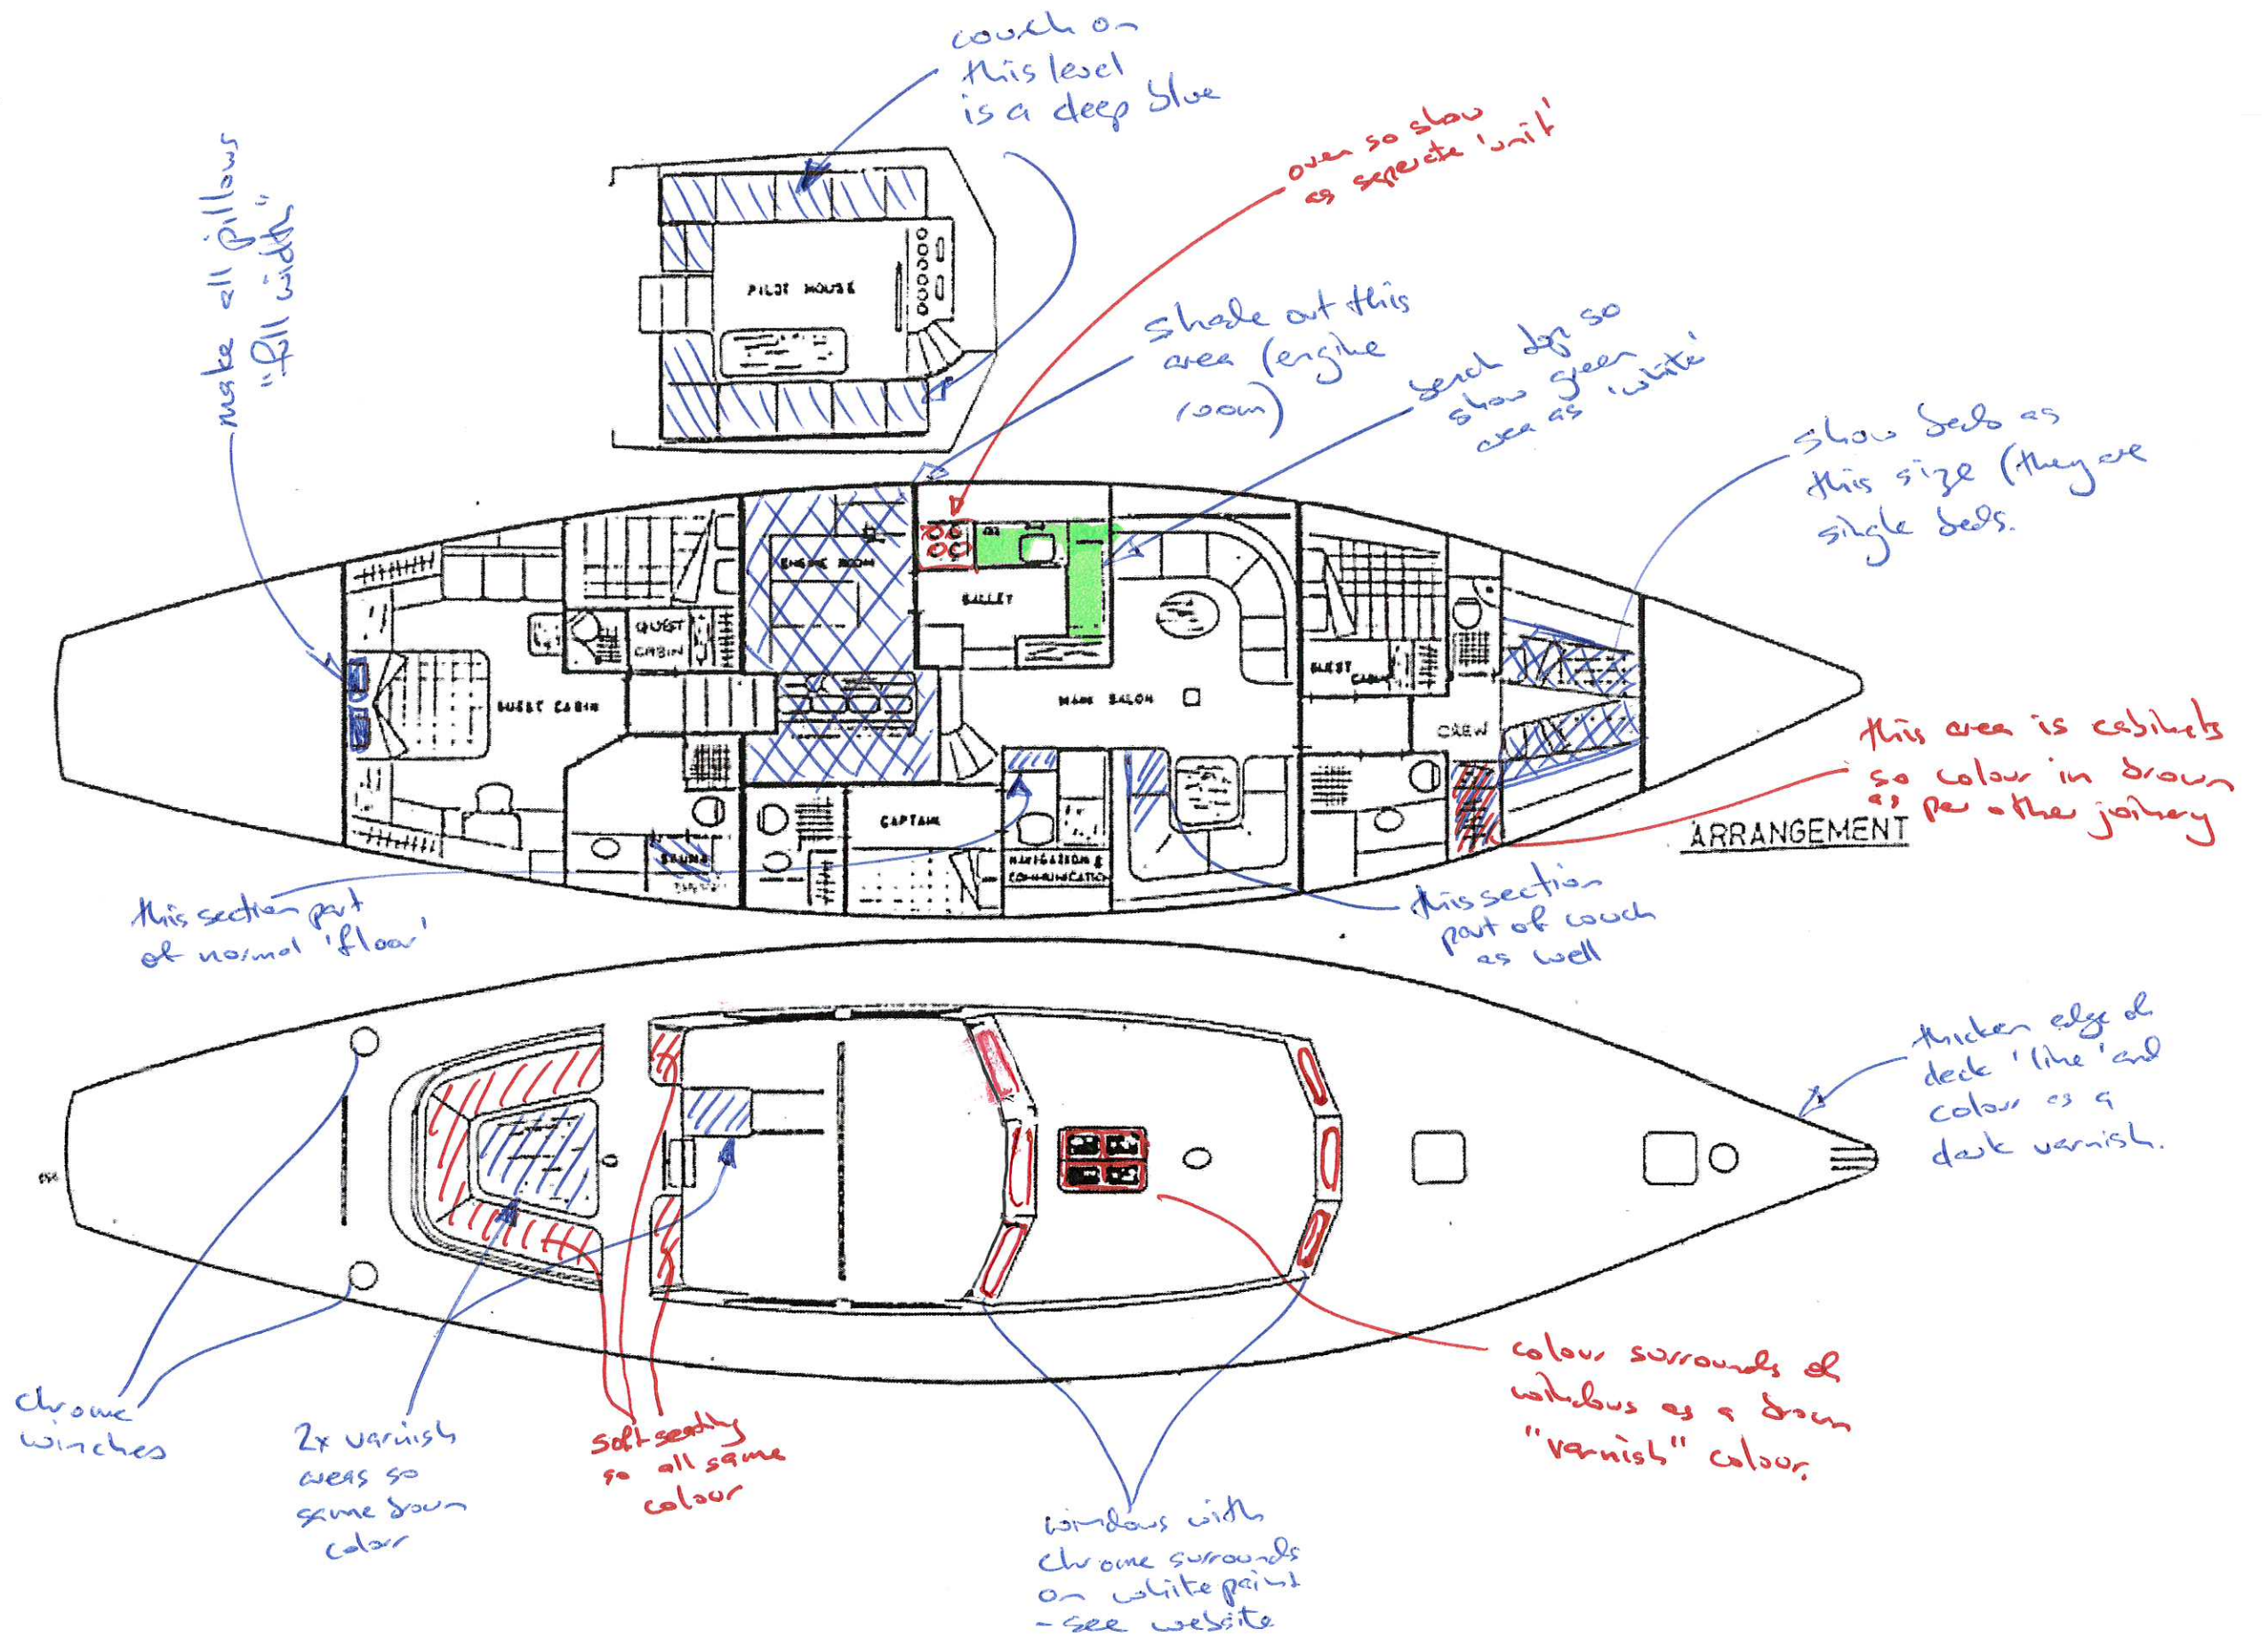 couch on
this level
is a deep blue
oven so show
as seperate 'unit'
make all pillows
"full width"
PILOT HOUSE
shade out this
area (engine
room)
bench top so
show green
area as 'white'
show beds as
this size (they are
single beds.
ENGINE ROOM
GALLEY
QUEST
CABIN
GUEST CABIN
MAIN SALON
GUEST
CABIN
CREW
this area is cabinets
so colour in brown
as per other joinery
ARRANGEMENT
CAPTAIN
SAUNA
NAVIGATION &
COMMUNICATION
this section part
of normal 'floor'
this section
part of couch
as well
thicken edge of
deck 'line' and
colour as a
dark varnish.
chrome
winches
2x varnish
areas so
same brown
colour
soft seating
so all same
colour
colour surrounds of
windows as a brown
"varnish" colour.
windows with
chrome surrounds
on white paint
- see website